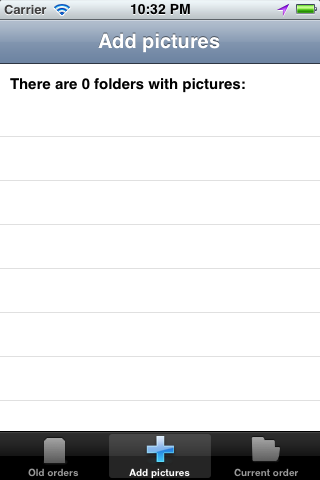 Carrier 10:32 PM
Add pictures
There are 0 folders with pictures:
Old orders Add pictures Current order